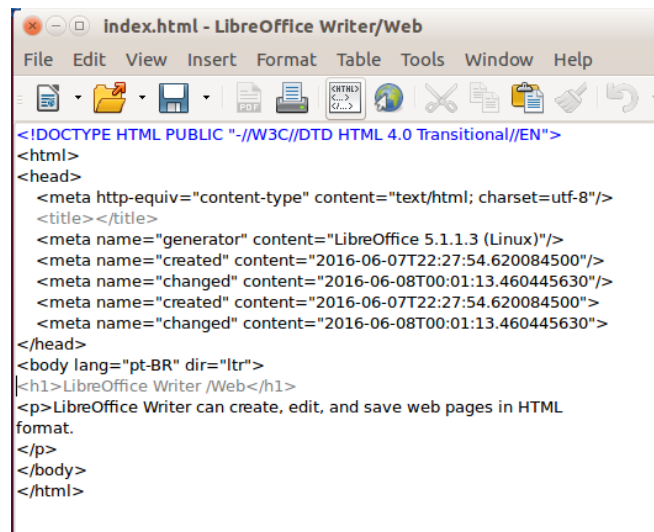 index.html - LibreOffice Writer/Web
File Edit View Insert Format Table Tools Window Help
PDF
<HTML>
<...>
</...>
<!DOCTYPE HTML PUBLIC "-//W3C//DTD HTML 4.0 Transitional//EN">
<html>
<head>
<meta http-equiv="content-type" content="text/html; charset=utf-8"/>
<title></title>
<meta name="generator" content="LibreOffice 5.1.1.3 (Linux)"/>
<meta name="created" content="2016-06-07T22:27:54.620084500"/>
<meta name="changed" content="2016-06-08T00:01:13.460445630"/>
<meta name="created" content="2016-06-07T22:27:54.620084500">
<meta name="changed" content="2016-06-08T00:01:13.460445630">
</head>
<body lang="pt-BR" dir="ltr">
<h1>LibreOffice Writer /Web</h1>
<p>LibreOffice Writer can create, edit, and save web pages in HTML
format.
</p>
</body>
</html>